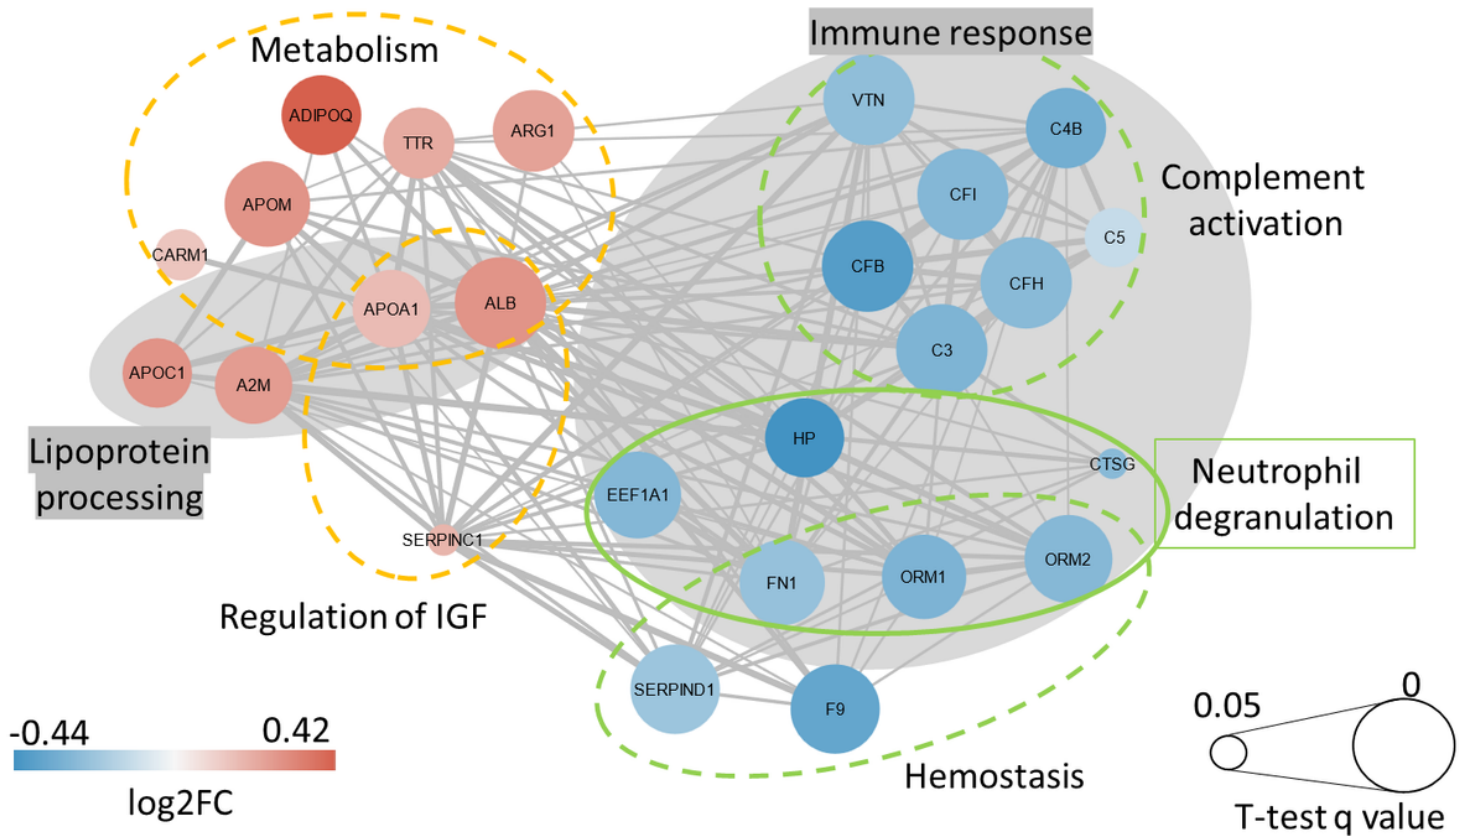 Metabolism
Immune response
ADIPOQ
TTR
ARG1
VTN
C4B
CFI
Complement
activation
APOM
CARM1
C5
CFB
CFH
APOA1
ALB
C3
APOC1
A2M
HP
Lipoprotein
processing
CTSG
Neutrophil
degranulation
EEF1A1
SERPINC1
FN1
ORM1
ORM2
Regulation of IGF
SERPIND1
F9
Hemostasis
-0.44
0.42
log2FC
0.05
0
T-test q value